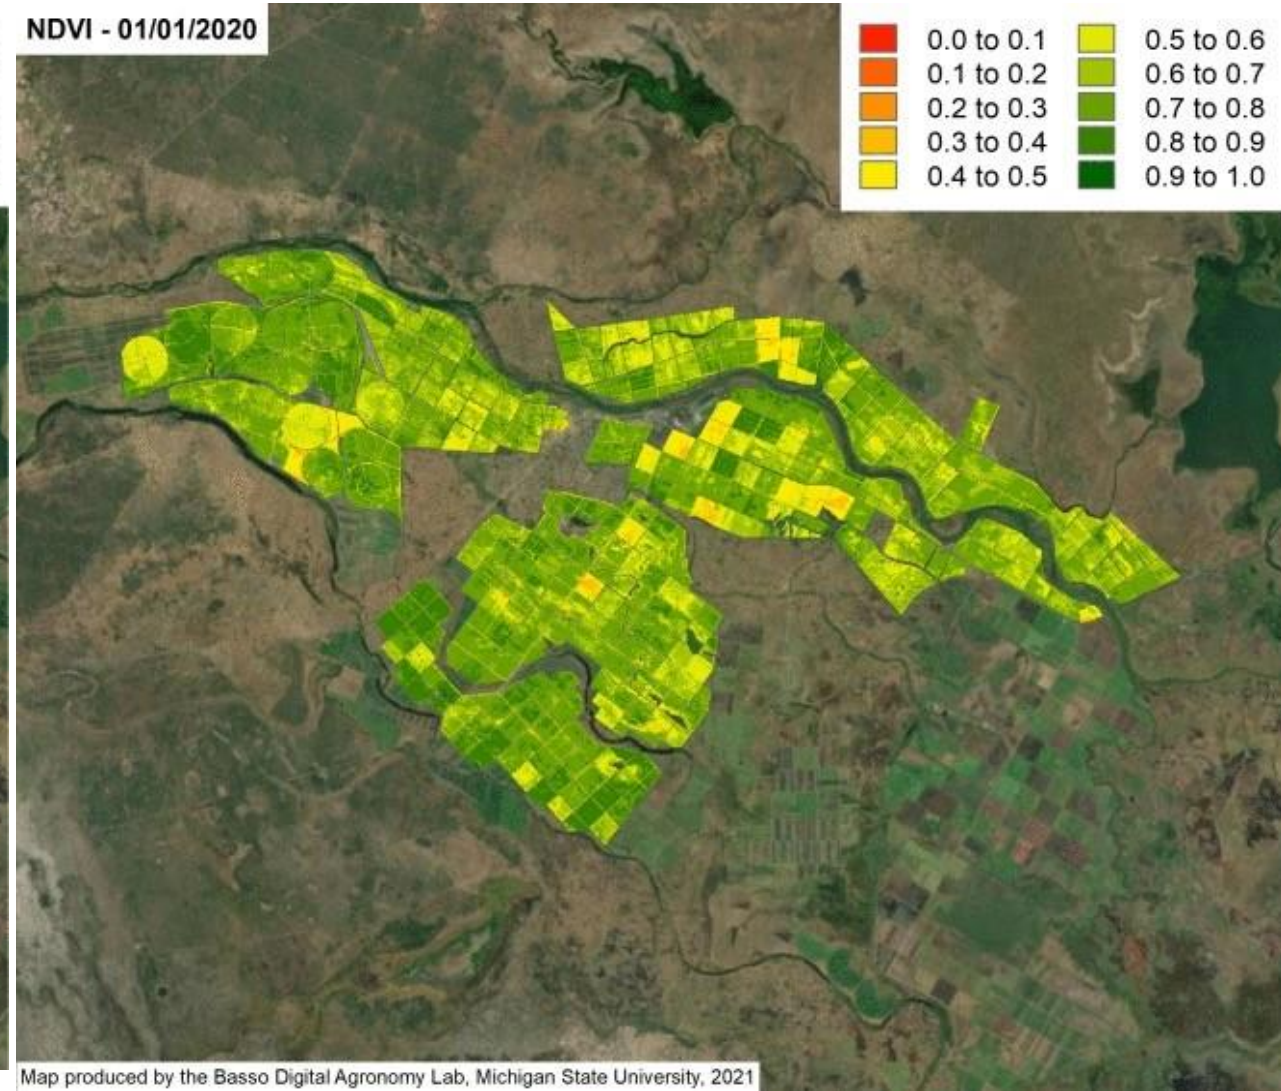 NDVI - 01/01/2020
0.0 to 0.1
0.1 to 0.2
0.2 to 0.3
0.3 to 0.4
0.4 to 0.5
0.5 to 0.6
0.6 to 0.7
0.7 to 0.8
0.8 to 0.9
0.9 to 1.0
Map produced by the Basso Digital Agronomy Lab, Michigan State University, 2021